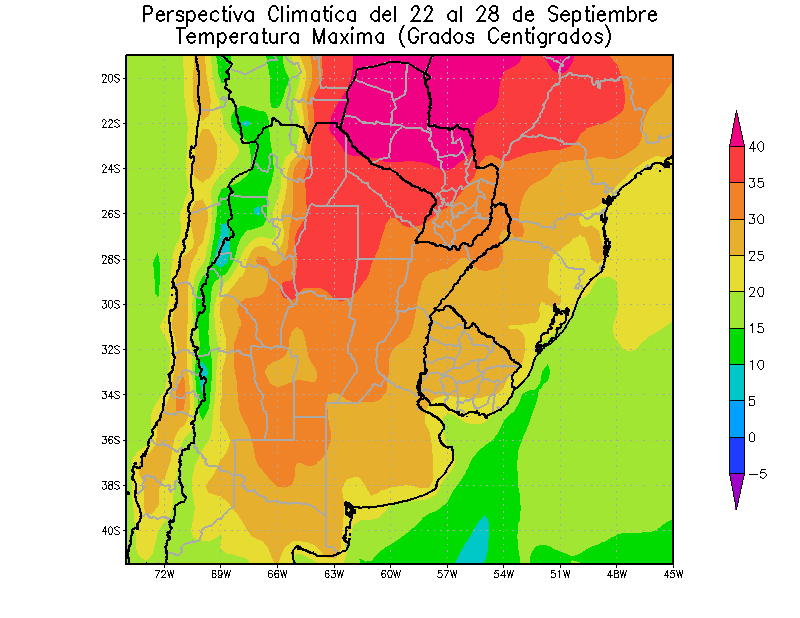 Perspectiva Climatica del 22 al 28 de Septiembre
Temperatura Maxima (Grados Centigrados)
20S
22S
24S
26S
28S
30S
32S
34S
36S
38S
40S
72W 69W 66W 63W 60W 57W 54W 51W 48W 45W
40
35
30
25
20
15
10
5
0
-5